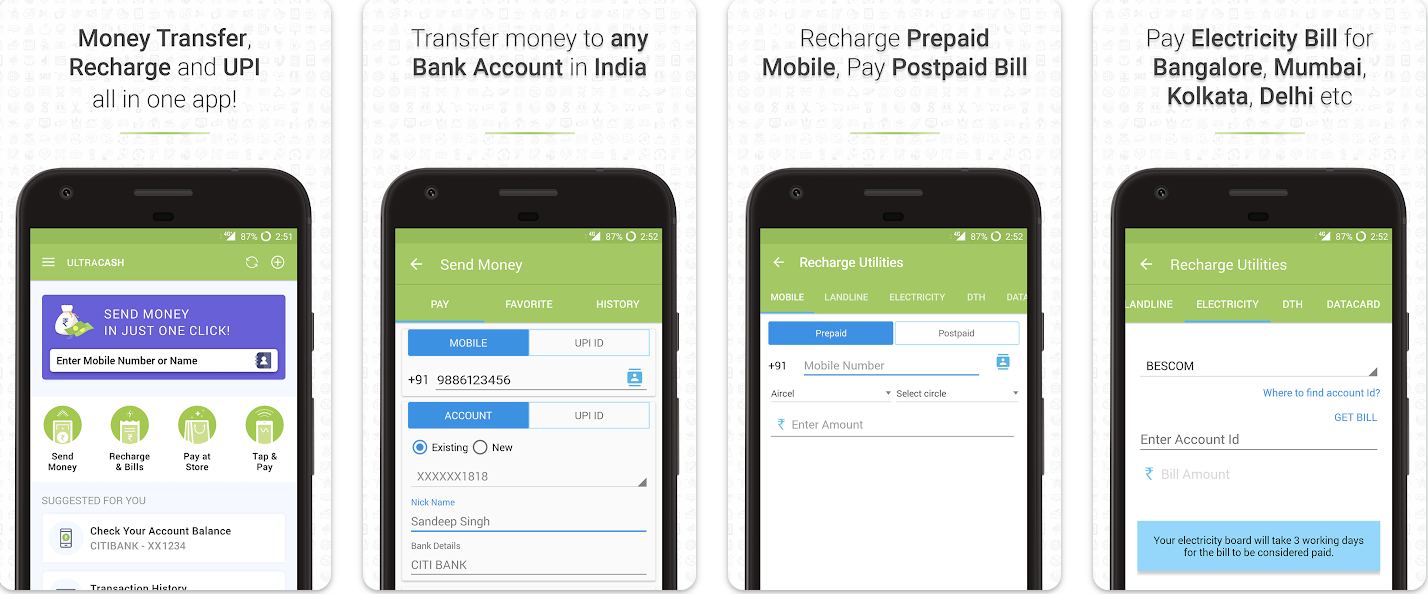 Money Transfer,
Recharge and UPI
all in one app!
87% 2:51
ULTRACASH
SEND MONEY
IN JUST ONE CLICK!
Enter Mobile Number or Name
Send
Money
Recharge
& Bills
Pay at
Store
Tap &
Pay
SUGGESTED FOR YOU
Check Your Account Balance
CITIBANK - XX1234
Transaction History
Transfer money to any
Bank Account in India
4G 87% 2:52
Send Money
PAY FAVORITE HISTORY
MOBILE UPI ID
+91 9886123456
ACCOUNT UPI ID
Existing New
XXXXXX1818
Nick Name
Sandeep Singh
Bank Details
CITI BANK
Recharge Prepaid
Mobile, Pay Postpaid Bill
4G 87% 2:52
Recharge Utilities
MOBILE LANDLINE ELECTRICITY DTH DATA
Prepaid Postpaid
+91 Mobile Number
Aircel Select circle
₹ Enter Amount
Pay Electricity Bill for
Bangalore, Mumbai,
Kolkata, Delhi etc
4G 87% 2:52
Recharge Utilities
LANDLINE ELECTRICITY DTH DATACARD
BESCOM
Where to find account Id?
GET BILL
Enter Account Id
₹ Bill Amount
Your electricity board will take 3 working days
for the bill to be considered paid.